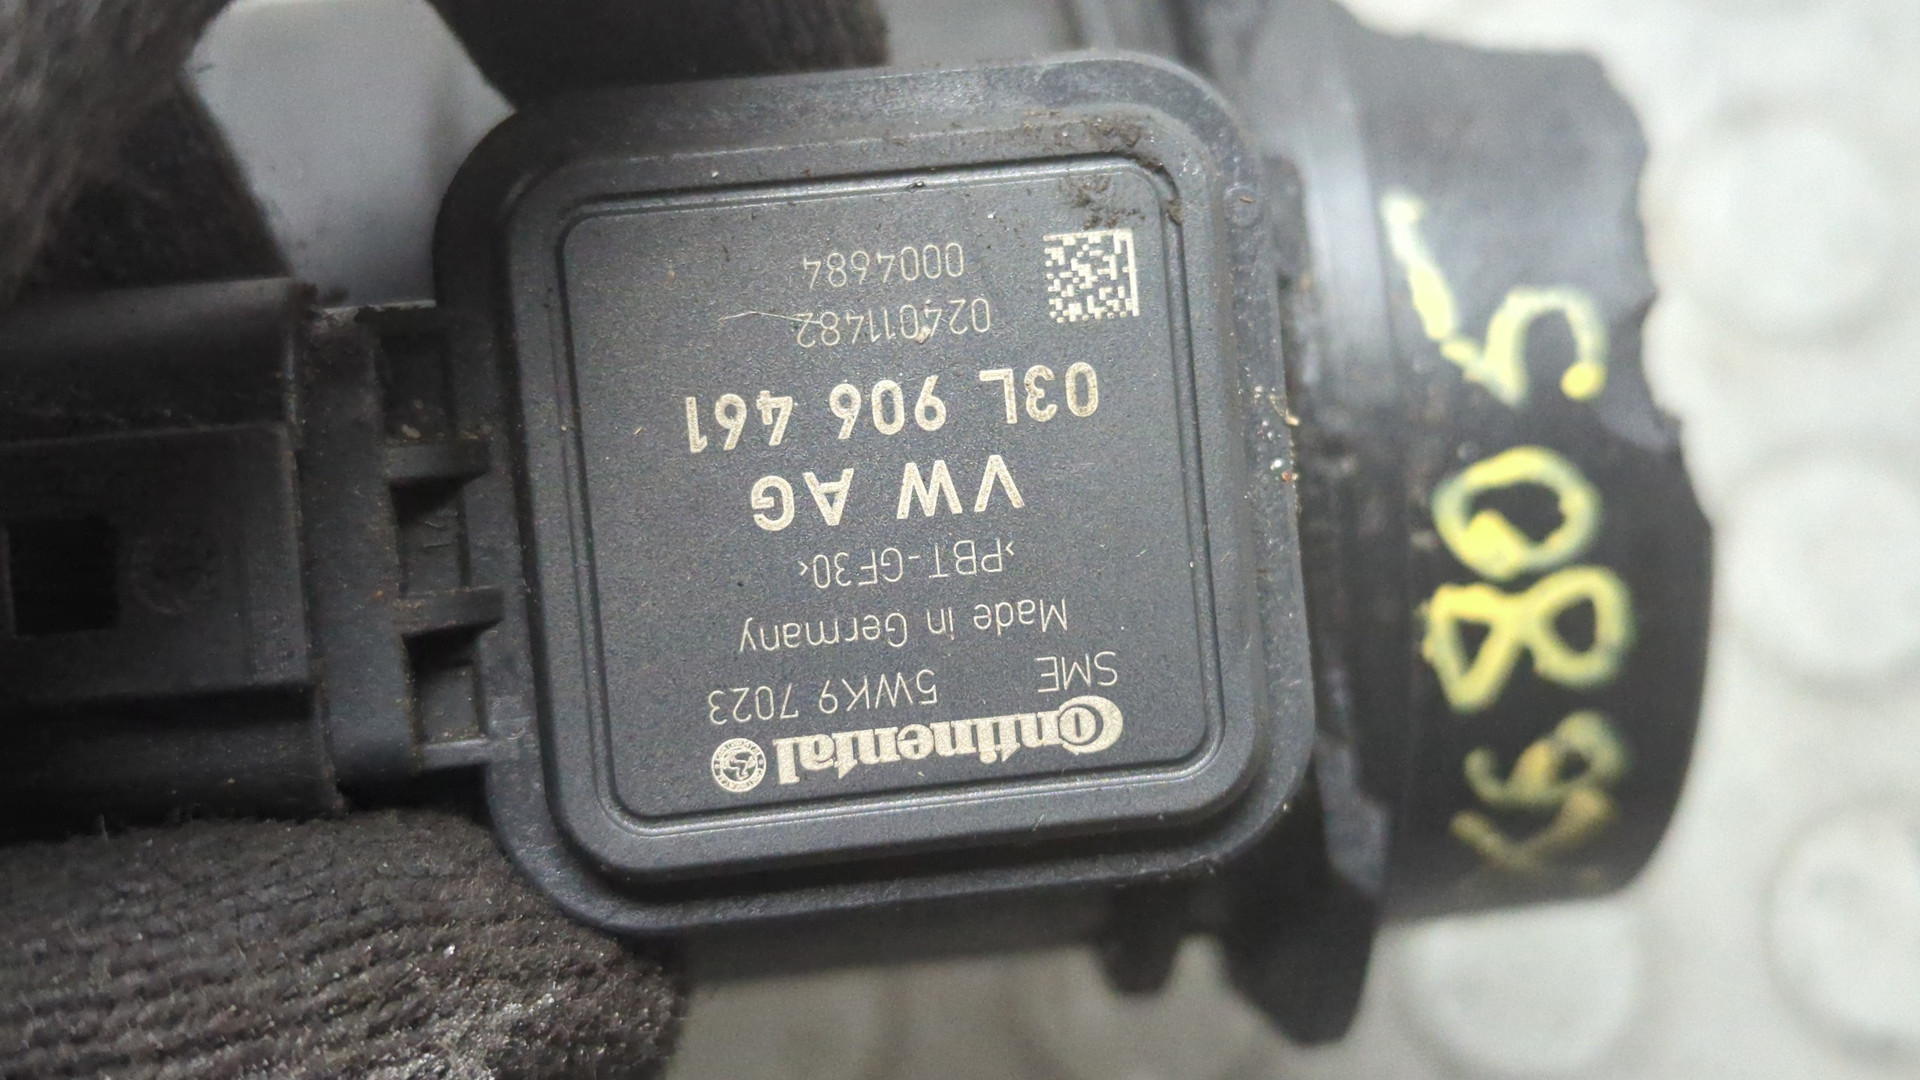 Continental
SME 5WK9 7023
Made in Germany
>PBT-GF30<
VW AG
03L 906 461
024011482
0004684